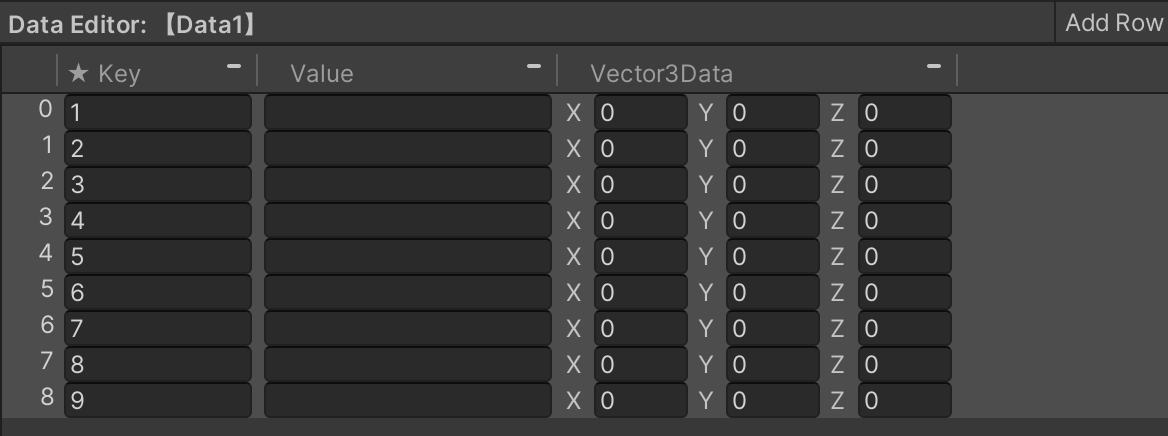 Data Editor: 【Data1】 Add Row
★ Key - Value - Vector3Data -
0 1 X 0 Y 0 Z 0
1 2 X 0 Y 0 Z 0
2 3 X 0 Y 0 Z 0
3 4 X 0 Y 0 Z 0
4 5 X 0 Y 0 Z 0
5 6 X 0 Y 0 Z 0
6 7 X 0 Y 0 Z 0
7 8 X 0 Y 0 Z 0
8 9 X 0 Y 0 Z 0